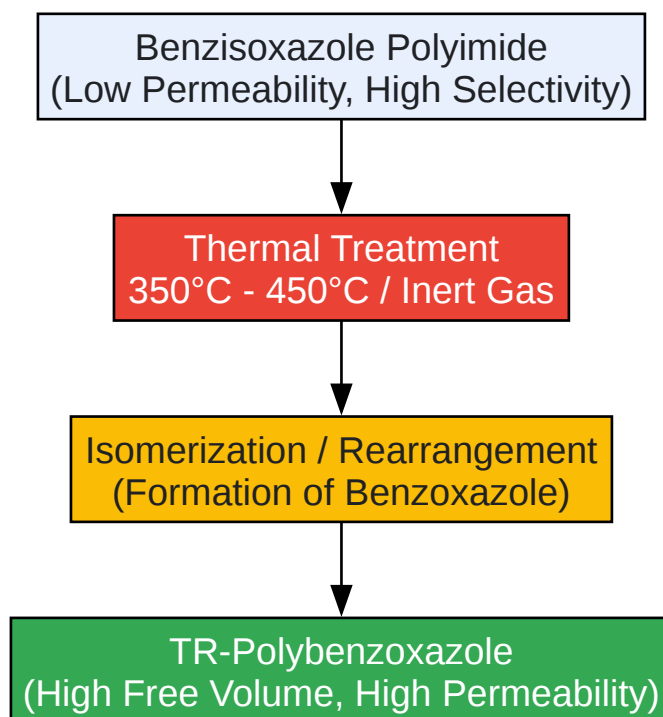 Benzisoxazole Polyimide
(Low Permeability, High Selectivity)
Thermal Treatment
350°C - 450°C / Inert Gas
Isomerization / Rearrangement
(Formation of Benzoxazole)
TR-Polybenzoxazole
(High Free Volume, High Permeability)